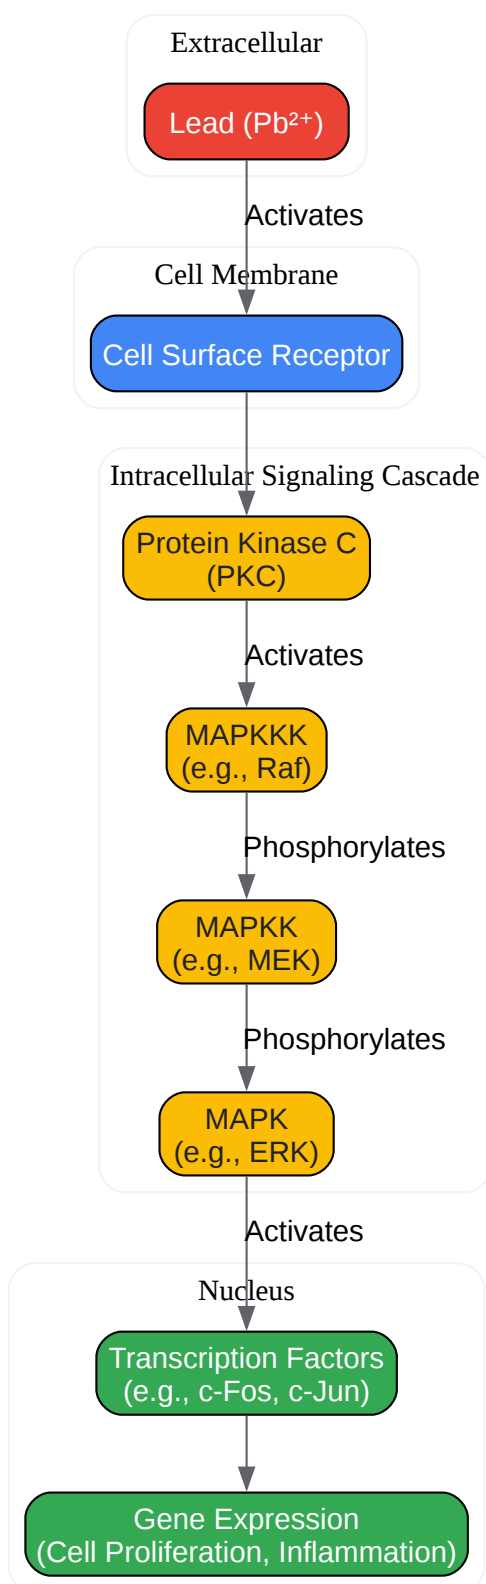 Extracellular
Lead (Pb²⁺)
Activates
Cell Membrane
Cell Surface Receptor
Intracellular Signaling Cascade
Protein Kinase C
(PKC)
Activates
MAPKKK
(e.g., Raf)
Phosphorylates
MAPKK
(e.g., MEK)
Phosphorylates
MAPK
(e.g., ERK)
Activates
Nucleus
Transcription Factors
(e.g., c-Fos, c-Jun)
Gene Expression
(Cell Proliferation, Inflammation)